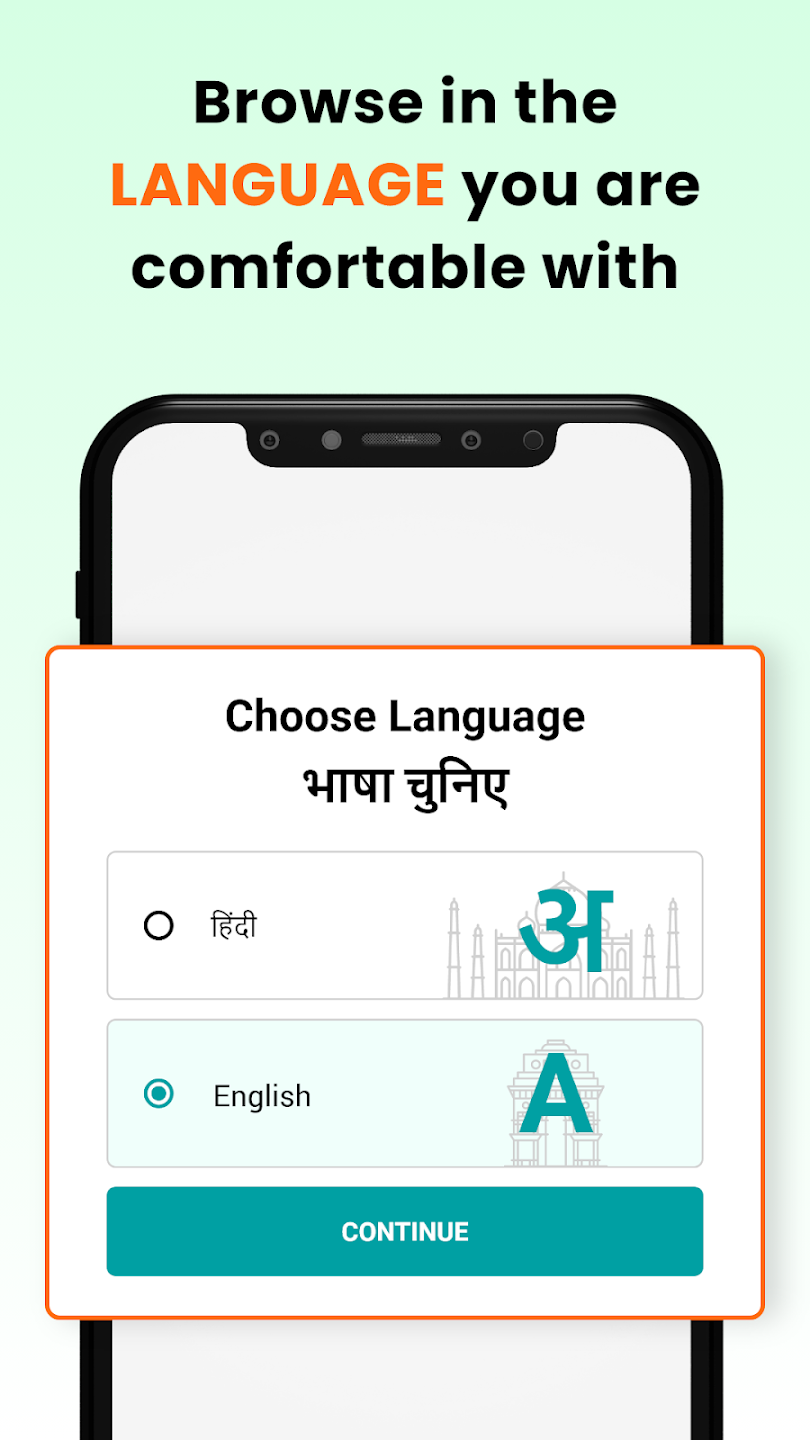 Browse in the
LANGUAGE you are
comfortable with
Choose Language
भाषा चुनिए
हिंदी
अ
English
A
CONTINUE